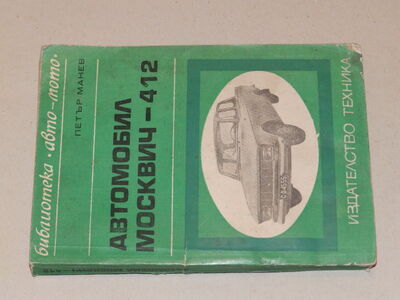 библиотека · авто-мото ·
ПЕТЪР МАНЕВ
АВТОМОБИЛ
МОСКВИЧ – 412
ИЗДАТЕЛСТВО ТЕХНИКА